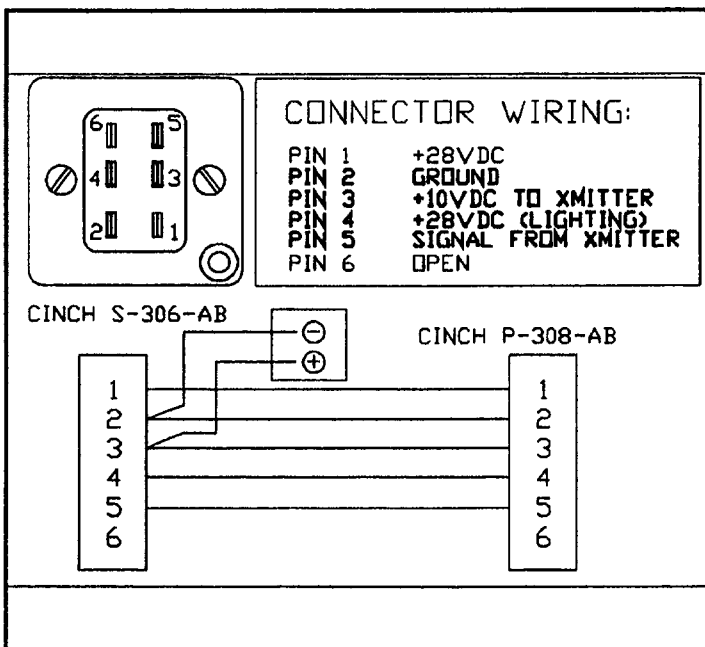 CONNECTOR WIRING:
PIN 1 +28VDC
PIN 2 GROUND
PIN 3 +10VDC TO XMITTER
PIN 4 +28VDC (LIGHTING)
PIN 5 SIGNAL FROM XMITTER
PIN 6 OPEN
6 5
4 3
2 1
CINCH S-306-AB
CINCH P-308-AB
−
+
1 1
2 2
3 3
4 4
5 5
6 6